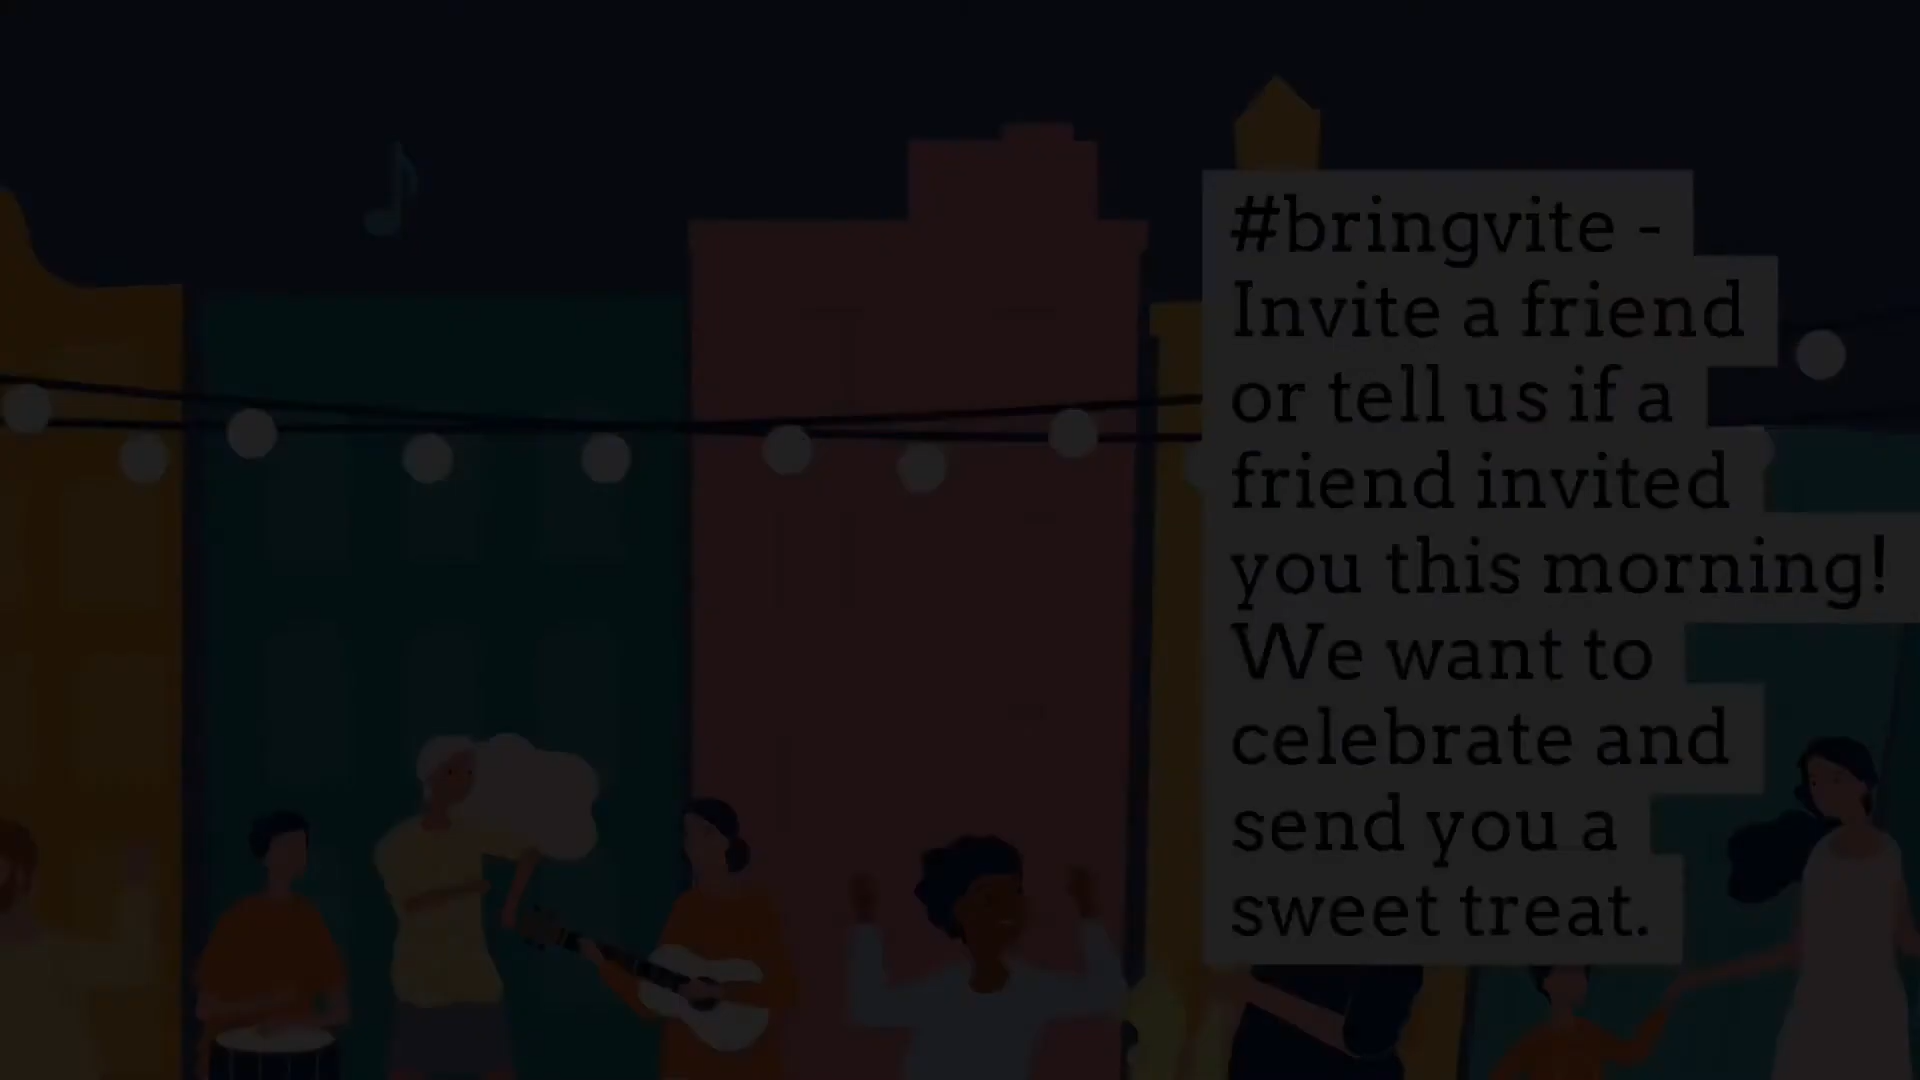 #bringvite -
Invite a friend
or tell us if a
friend invited
you this morning!
We want to
celebrate and
send you a
sweet treat.